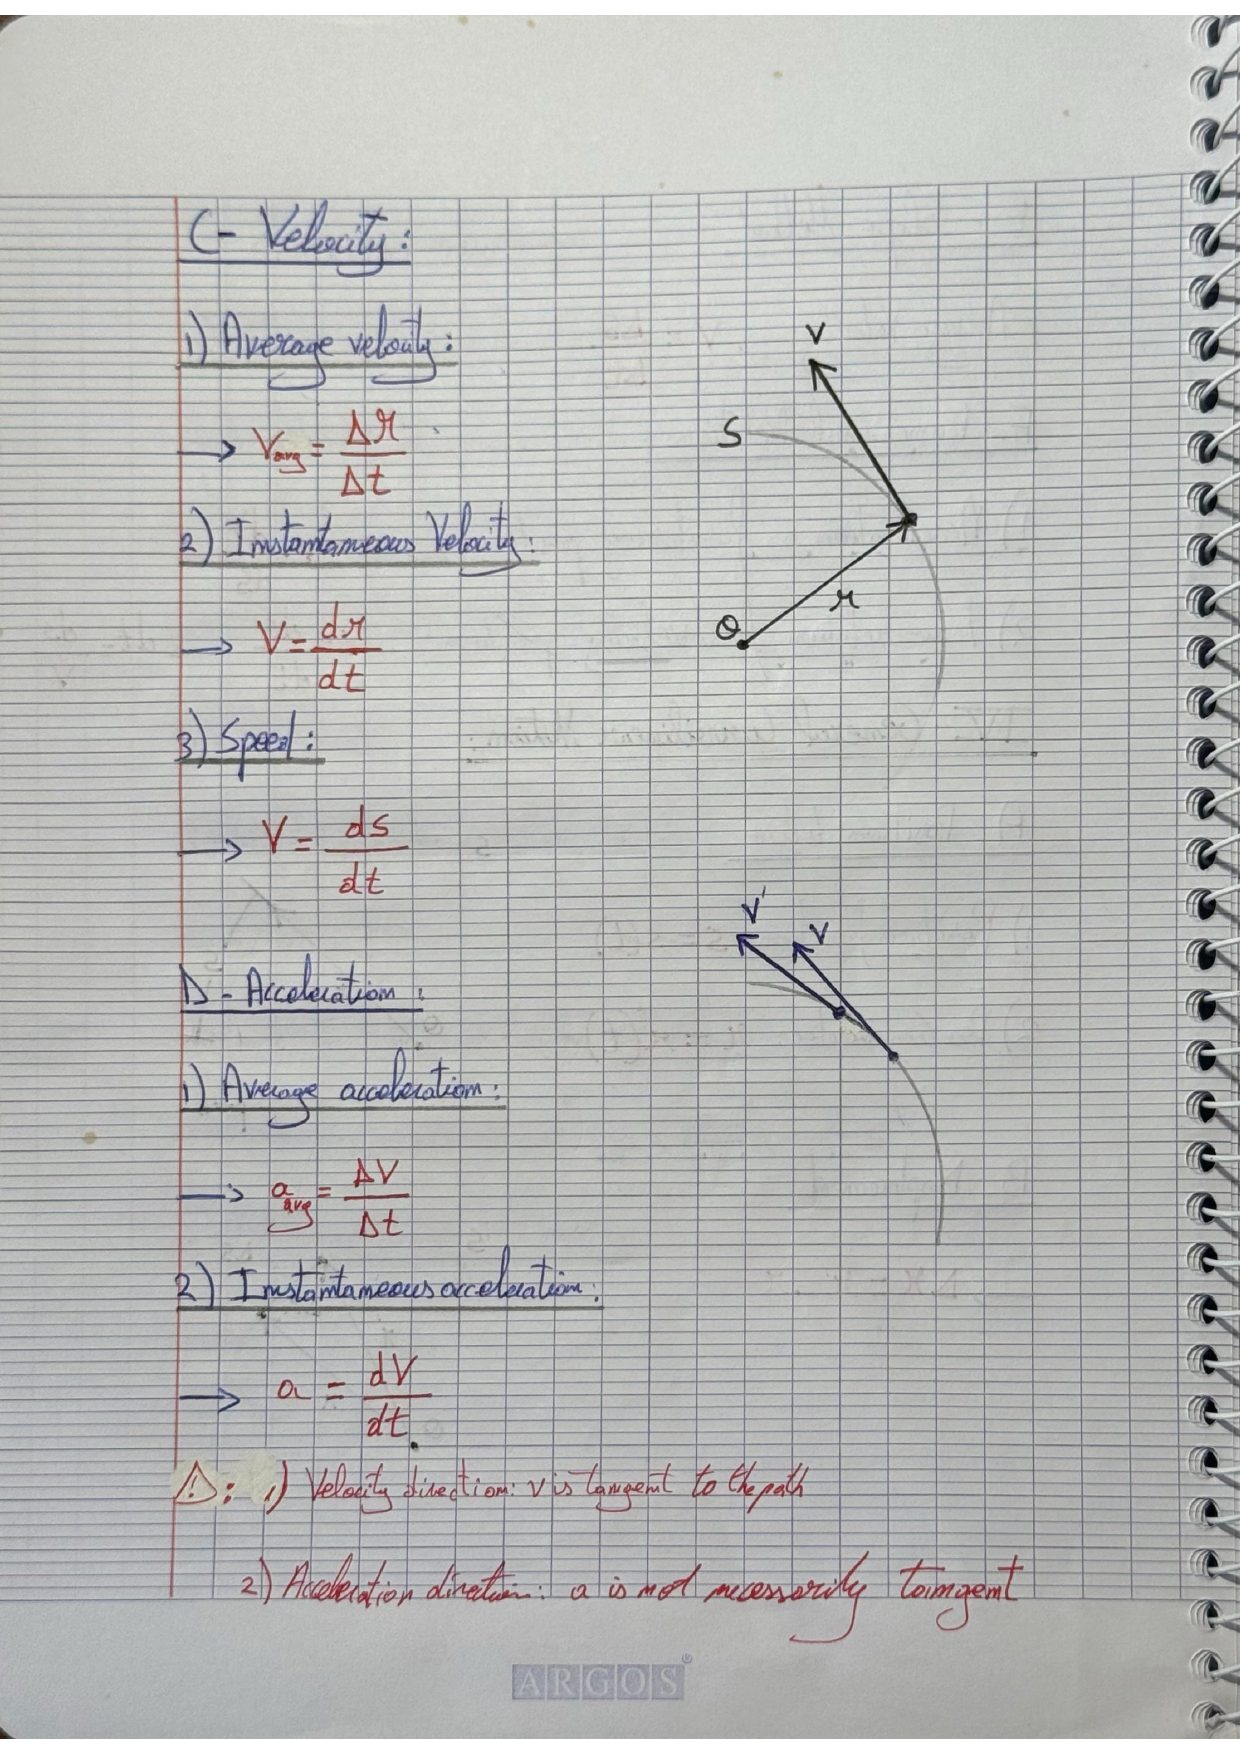 C- Velocity:
1) Average velocity:
→ Vavg = Δr / Δt
2) Instantaneous Velocity:
→ V = dr / dt
3) Speed:
→ V = ds / dt
V
S
r
O
D- Acceleration:
1) Average acceleration:
→ aavg = ΔV / Δt
2) Instantaneous acceleration:
→ a = dV / dt.
V'
V
⚠: 1) Velocity direction: v is tangent to the path
2) Acceleration direction: a is not necessarily tangent
ARGOS®